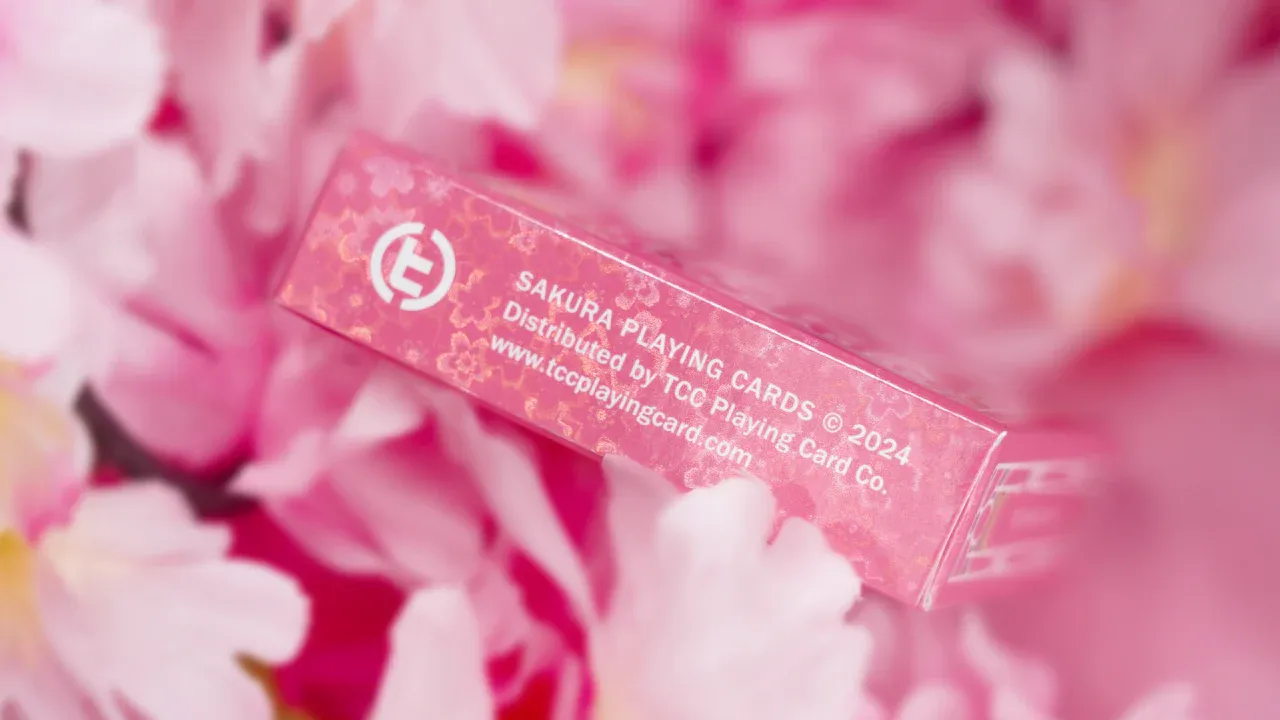 SAKURA PLAYING CARDS © 2024
Distributed by TCC Playing Card Co.
www.tccplayingcard.com